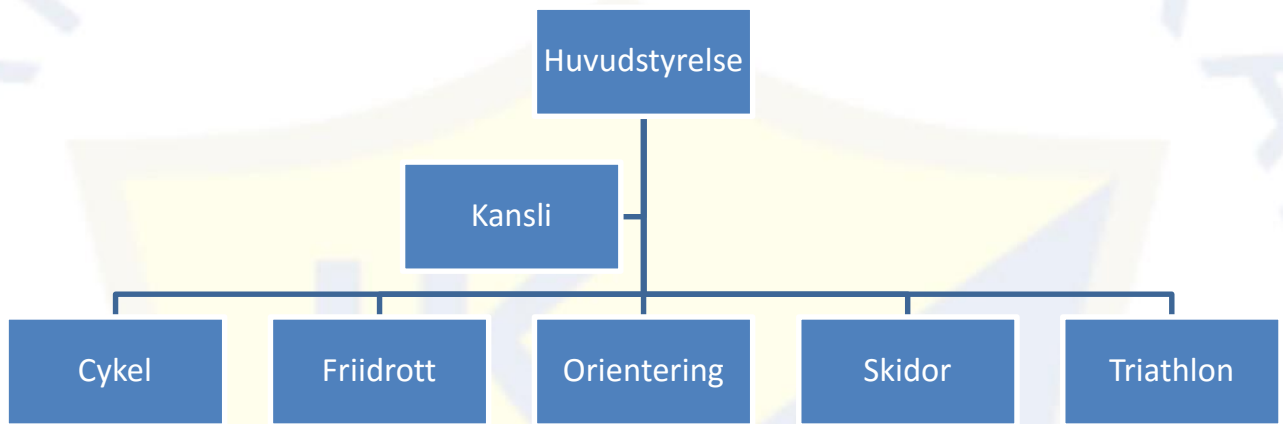 Huvudstyrelse
Kansli
Cykel
Friidrott
Orientering
Skidor
Triathlon